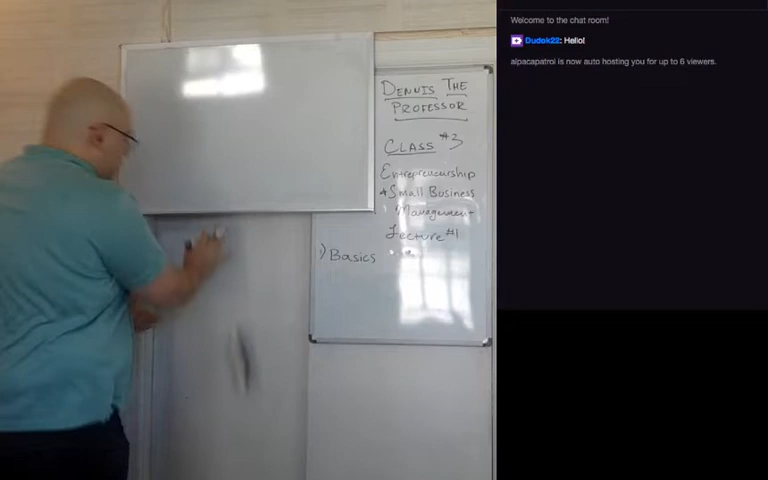 Welcome to the chat room!
Dudok22: Hello!
alpacapatrol is now auto hosting you for up to 6 viewers.
DENNIS THE
PROFESSOR
CLASS #3
Entrepreneurship
+ Small Business
Management
Lecture #1
1) Basics